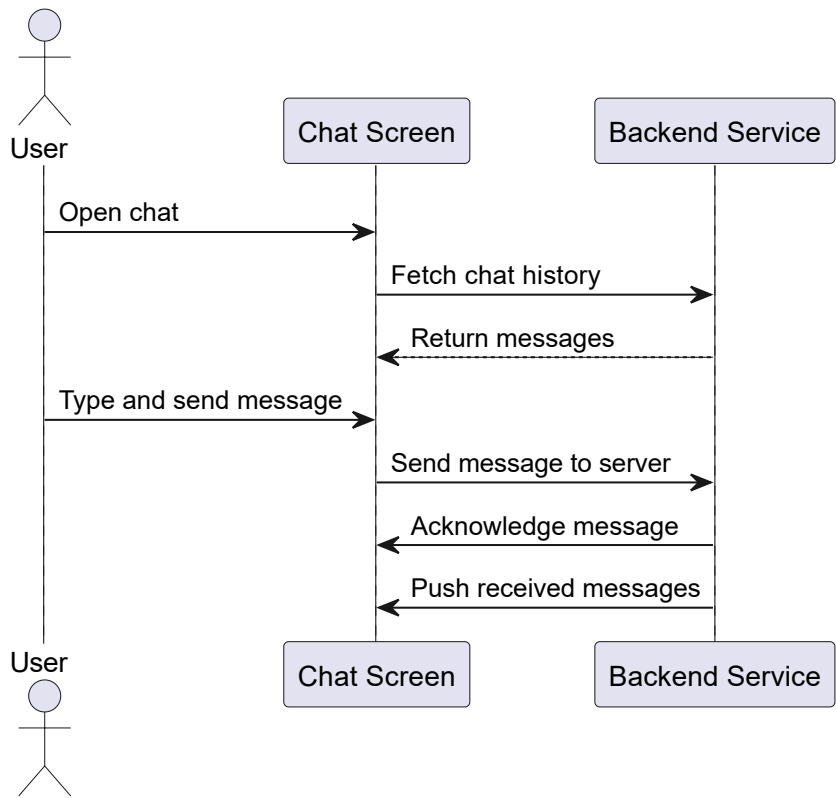 User
Chat Screen
Backend Service
Open chat
Fetch chat history
Return messages
Type and send message
Send message to server
Acknowledge message
Push received messages
User
Chat Screen
Backend Service